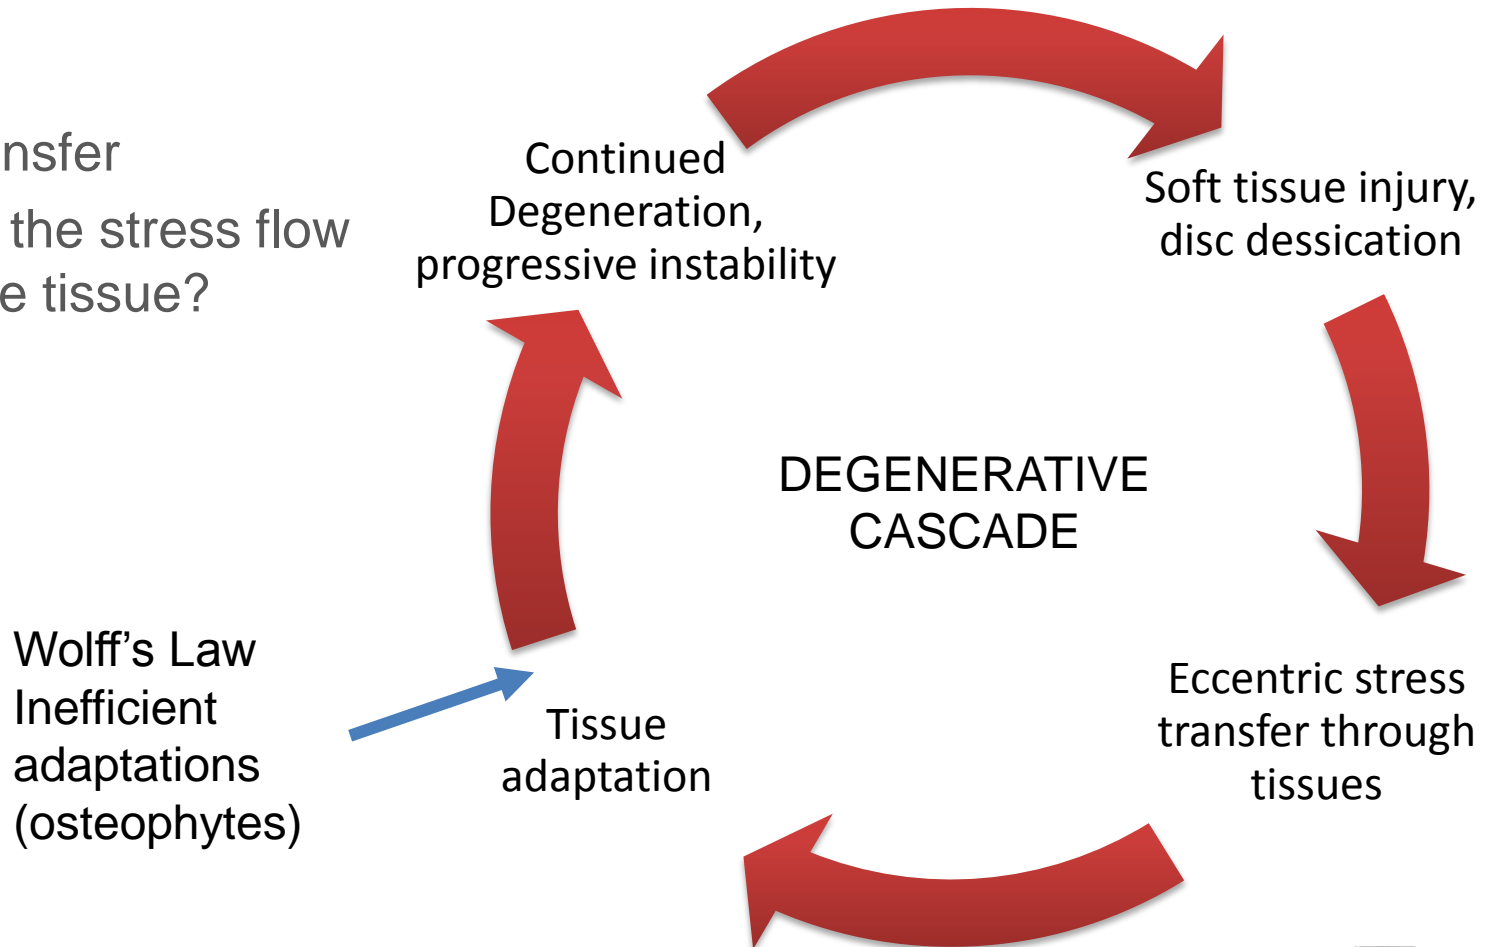 nsfer
the stress flow
e tissue?
Continued
Degeneration,
progressive instability
Soft tissue injury,
disc dessication
DEGENERATIVE
CASCADE
Eccentric stress
transfer through
tissues
Tissue
adaptation
Wolff’s Law
Inefficient
adaptations
(osteophytes)